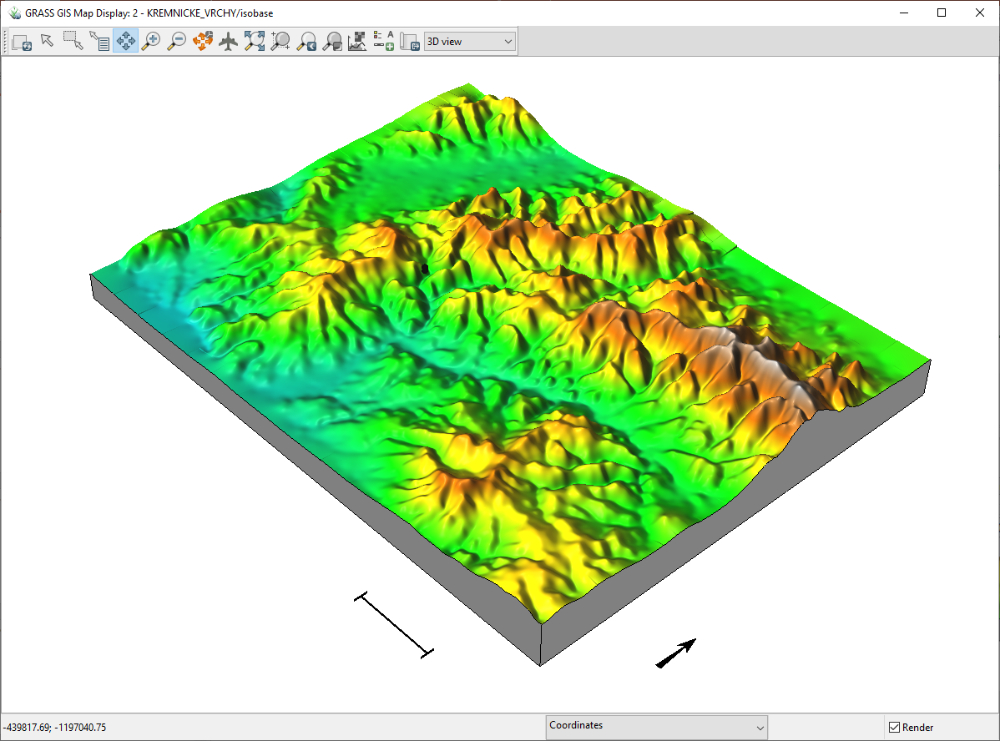 GRASS GIS Map Display: 2 - KREMNICKE_VRCHY/isobase
3D view
-439817.69; -1197040.75
Coordinates
Render